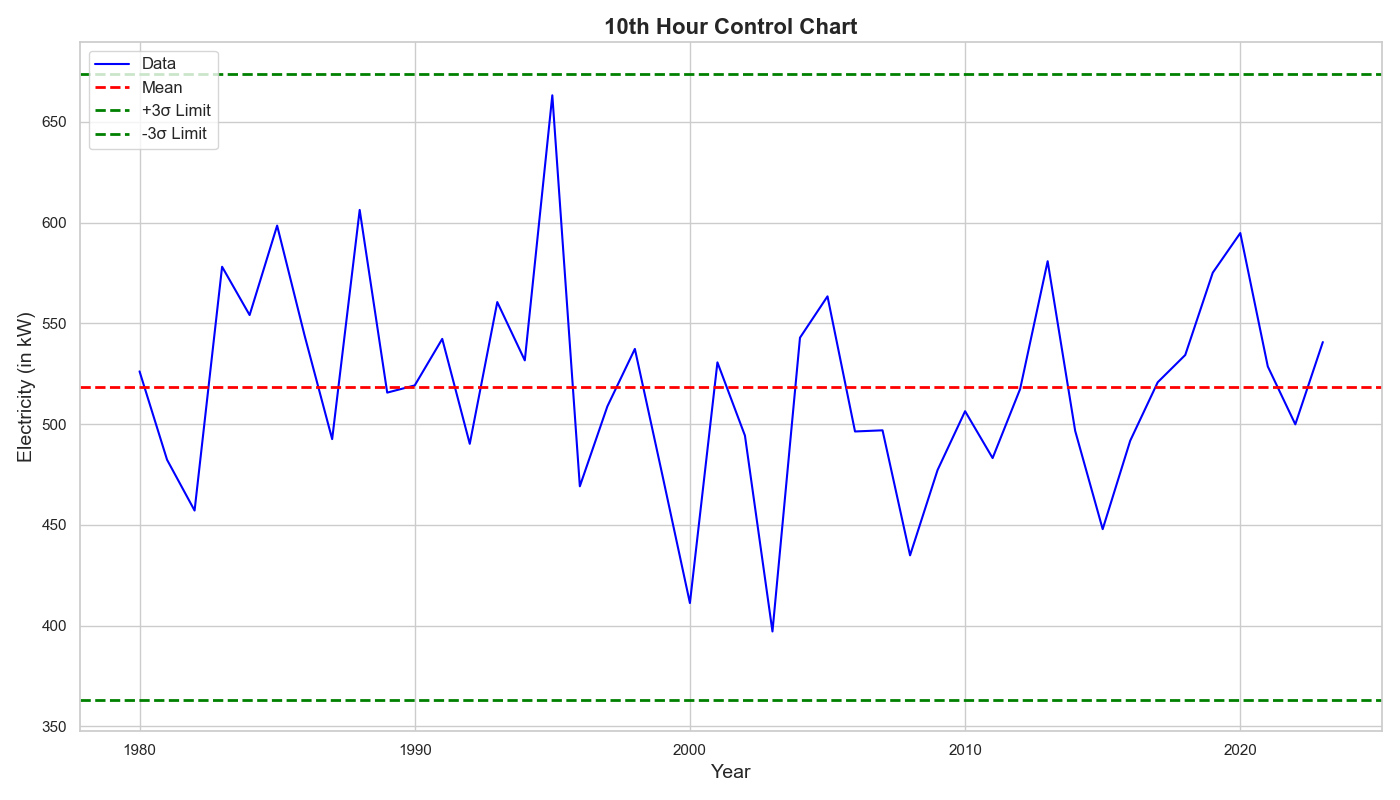 10th Hour Control Chart
Data
Mean
+3σ Limit
-3σ Limit
Electricity (in kW)
650
600
550
500
450
400
350
1980
1990
2000
2010
2020
Year